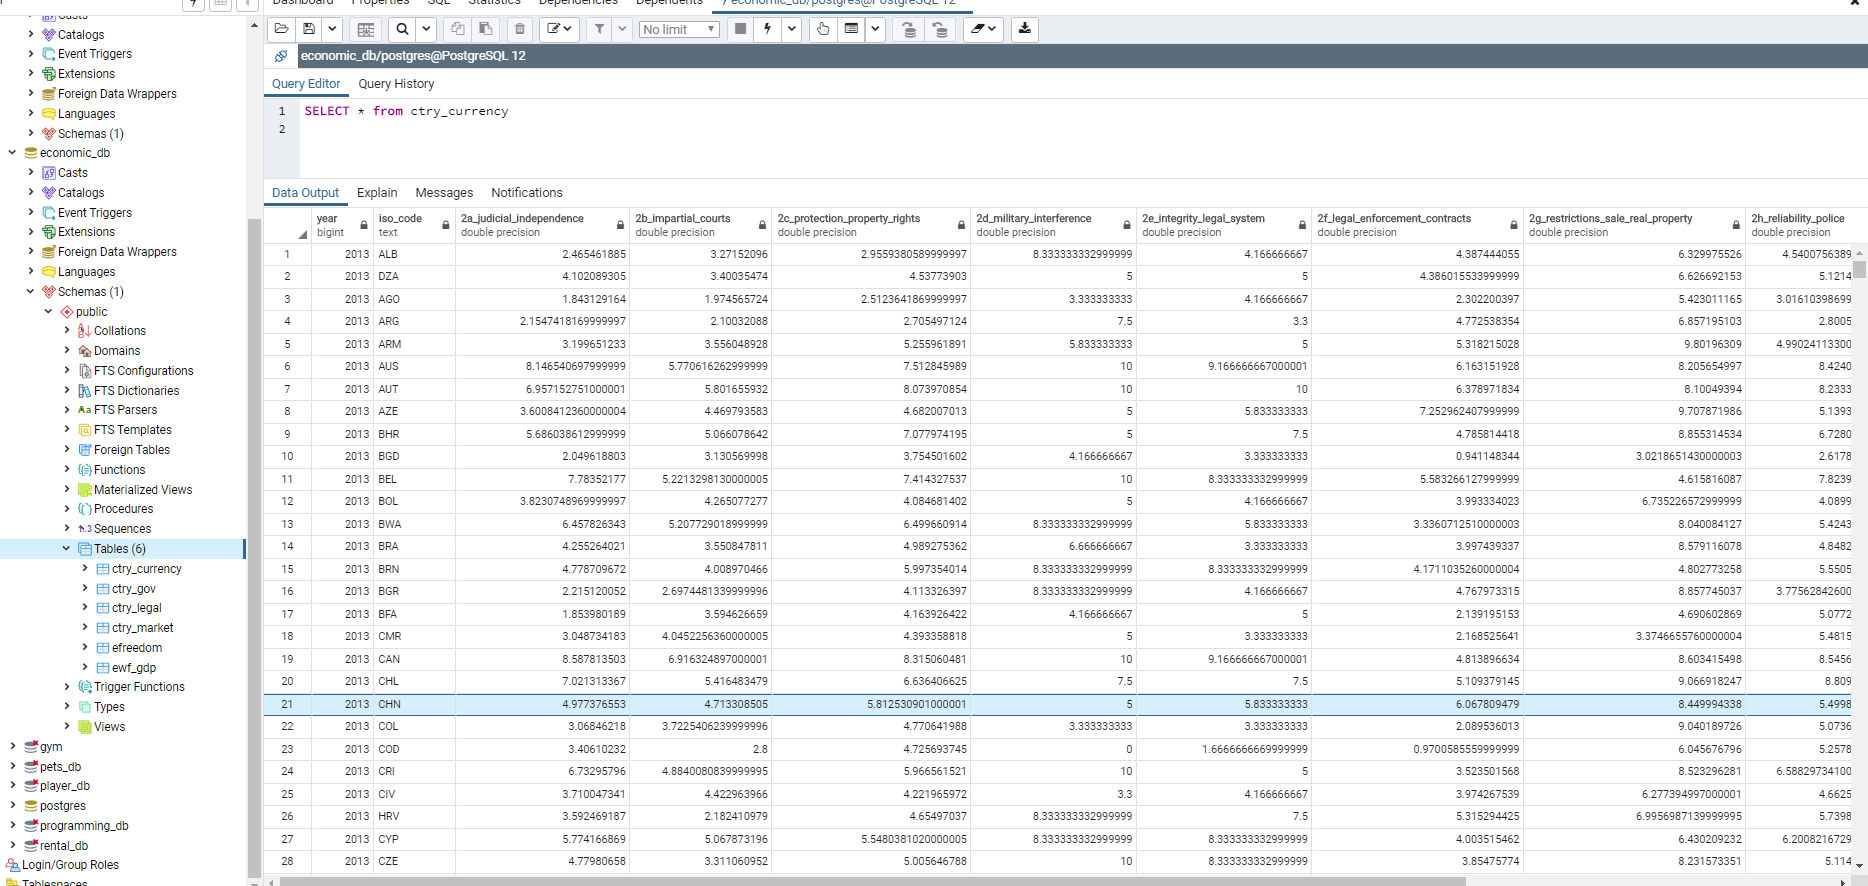 Dashboard Properties SQL Statistics Dependencies Dependents economic_db/postgres@PostgreSQL 12
Casts
Catalogs
Event Triggers
Extensions
Foreign Data Wrappers
Languages
Schemas (1)
economic_db
Casts
Catalogs
Event Triggers
Extensions
Foreign Data Wrappers
Languages
Schemas (1)
public
Collations
Domains
FTS Configurations
FTS Dictionaries
Aa FTS Parsers
FTS Templates
Foreign Tables
Functions
Materialized Views
Procedures
1..3 Sequences
Tables (6)
ctry_currency
ctry_gov
ctry_legal
ctry_market
efreedom
ewf_gdp
Trigger Functions
Types
Views
gym
pets_db
player_db
postgres
programming_db
rental_db
Login/Group Roles
Tablespaces
No limit
economic_db/postgres@PostgreSQL 12
Query Editor Query History
1 SELECT * from ctry_currency
2
Data Output Explain Messages Notifications
year iso_code 2a_judicial_independence 2b_impartial_courts 2c_protection_property_rights 2d_military_interference 2e_integrity_legal_system 2f_legal_enforcement_contracts 2g_restrictions_sale_real_property 2h_reliability_police
bigint text double precision double precision double precision double precision double precision double precision double precision double precision
1 2013 ALB 2.465461885 3.27152096 2.9559380589999997 8.333333332999999 4.166666667 4.387444055 6.329975526 4.5400756389
2 2013 DZA 4.102089305 3.40035474 4.53773903 5 5 4.386015533999999 6.626692153 5.1214
3 2013 AGO 1.843129164 1.974565724 2.5123641869999997 3.333333333 4.166666667 2.302200397 5.423011165 3.01610398699
4 2013 ARG 2.1547418169999997 2.10032088 2.705497124 7.5 3.3 4.772538354 6.857195103 2.8005
5 2013 ARM 3.199651233 3.556048928 5.255961891 5.833333333 5 5.318215028 9.80196309 4.99024113300
6 2013 AUS 8.146540697999999 5.770616262999999 7.512845989 10 9.166666667000001 6.163151928 8.205654997 8.4240
7 2013 AUT 6.957152751000001 5.801655932 8.073970854 10 10 6.378971834 8.10049394 8.2333
8 2013 AZE 3.6008412360000004 4.469793583 4.682007013 5 5.833333333 7.252962407999999 9.707871986 5.1393
9 2013 BHR 5.686038612999999 5.066078642 7.077974195 5 7.5 4.785814418 8.855314534 6.7280
10 2013 BGD 2.049618803 3.130569998 3.754501602 4.166666667 3.333333333 0.941148344 3.0218651430000003 2.6178
11 2013 BEL 7.78352177 5.2213298130000005 7.414327537 10 8.333333332999999 5.583266127999999 4.615816087 7.8239
12 2013 BOL 3.8230748969999997 4.265077277 4.084681402 5 4.166666667 3.993334023 6.735226572999999 4.0899
13 2013 BWA 6.457826343 5.207729018999999 6.499660914 8.333333332999999 5.833333333 3.3360712510000003 8.040084127 5.4243
14 2013 BRA 4.255264021 3.550847811 4.989275362 6.666666667 3.333333333 3.997439337 8.579116078 4.8482
15 2013 BRN 4.778709672 4.008970466 5.997354014 8.333333332999999 8.333333332999999 4.1711035260000004 4.802773258 5.5505
16 2013 BGR 2.215120052 2.6974481339999996 4.113326397 8.333333332999999 4.166666667 4.767973315 8.857745037 3.77562842600
17 2013 BFA 1.853980189 3.594626659 4.163926422 4.166666667 5 2.139195153 4.690602869 5.0772
18 2013 CMR 3.048734183 4.0452256360000005 4.393358818 5 3.333333333 2.168525641 3.3746655760000004 5.4815
19 2013 CAN 8.587813503 6.916324897000001 8.315060481 10 9.166666667000001 4.813896634 8.603415498 8.5456
20 2013 CHL 7.021313367 5.416483479 6.636406625 7.5 7.5 5.109379145 9.066918247 8.809
21 2013 CHN 4.977376553 4.713308505 5.812530901000001 5 5.833333333 6.067809479 8.449994338 5.4998
22 2013 COL 3.06846218 3.7225406239999996 4.770641988 3.333333333 3.333333333 2.089536013 9.040189726 5.0736
23 2013 COD 3.40610232 2.8 4.725693745 0 1.6666666669999999 0.9700585559999999 6.045676796 5.2578
24 2013 CRI 6.73295796 4.8840080839999995 5.966561521 10 5 3.523501568 8.523296281 6.58829734100
25 2013 CIV 3.710047341 4.422963966 4.221965972 3.3 4.166666667 3.974267539 6.277394997000001 4.6625
26 2013 HRV 3.592469187 2.182410979 4.65497037 8.333333332999999 7.5 5.315294425 6.9956987139999995 5.7398
27 2013 CYP 5.774166869 5.067873196 5.5480381020000005 8.333333332999999 8.333333332999999 4.003515462 6.430209232 6.2008216729
28 2013 CZE 4.77980658 3.311060952 5.005646788 10 8.333333332999999 3.85475774 8.231573351 5.114